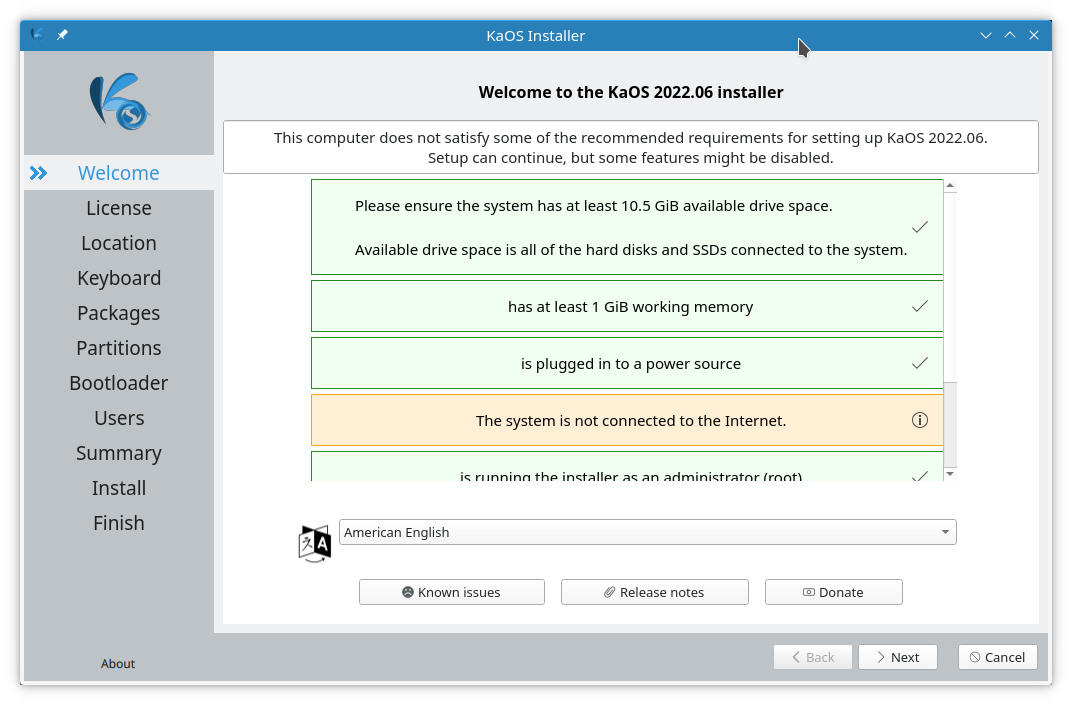 KaOS Installer
Welcome
License
Location
Keyboard
Packages
Partitions
Bootloader
Users
Summary
Install
Finish
About
Welcome to the KaOS 2022.06 installer
This computer does not satisfy some of the recommended requirements for setting up KaOS 2022.06.
Setup can continue, but some features might be disabled.
Please ensure the system has at least 10.5 GiB available drive space.
Available drive space is all of the hard disks and SSDs connected to the system.
has at least 1 GiB working memory
is plugged in to a power source
The system is not connected to the Internet.
is running the installer as an administrator (root)
文 A
American English
Known issues
Release notes
Donate
Back
Next
Cancel